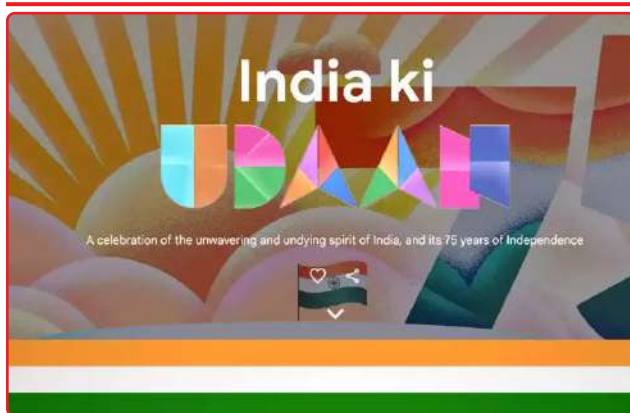 India ki
UDAAN
A celebration of the unwavering and undying spirit of India, and its 75 years of Independence